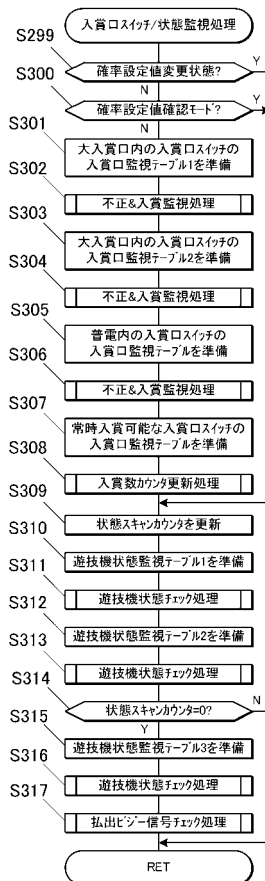 入賞口スイッチ/状態監視処理
S299
確率設定値変更状態?
Y
S300
N
確率設定値確認モード?
Y
S301
N
大入賞口内の入賞口スイッチの
入賞口監視テーブル1を準備
S302
不正&入賞監視処理
S303
大入賞口内の入賞口スイッチの
入賞口監視テーブル2を準備
S304
不正&入賞監視処理
S305
普電内の入賞口スイッチの
入賞口監視テーブルを準備
S306
不正&入賞監視処理
S307
常時入賞可能な入賞口スイッチの
入賞口監視テーブルを準備
S308
入賞数カウンタ更新処理
S309
状態スキャンカウンタを更新
S310
遊技機状態監視テーブル1を準備
S311
遊技機状態チェック処理
S312
遊技機状態監視テーブル2を準備
S313
遊技機状態チェック処理
S314
状態スキャンカウンタ=0?
N
S315
Y
遊技機状態監視テーブル3を準備
S316
遊技機状態チェック処理
S317
払出ビジー信号チェック処理
RET